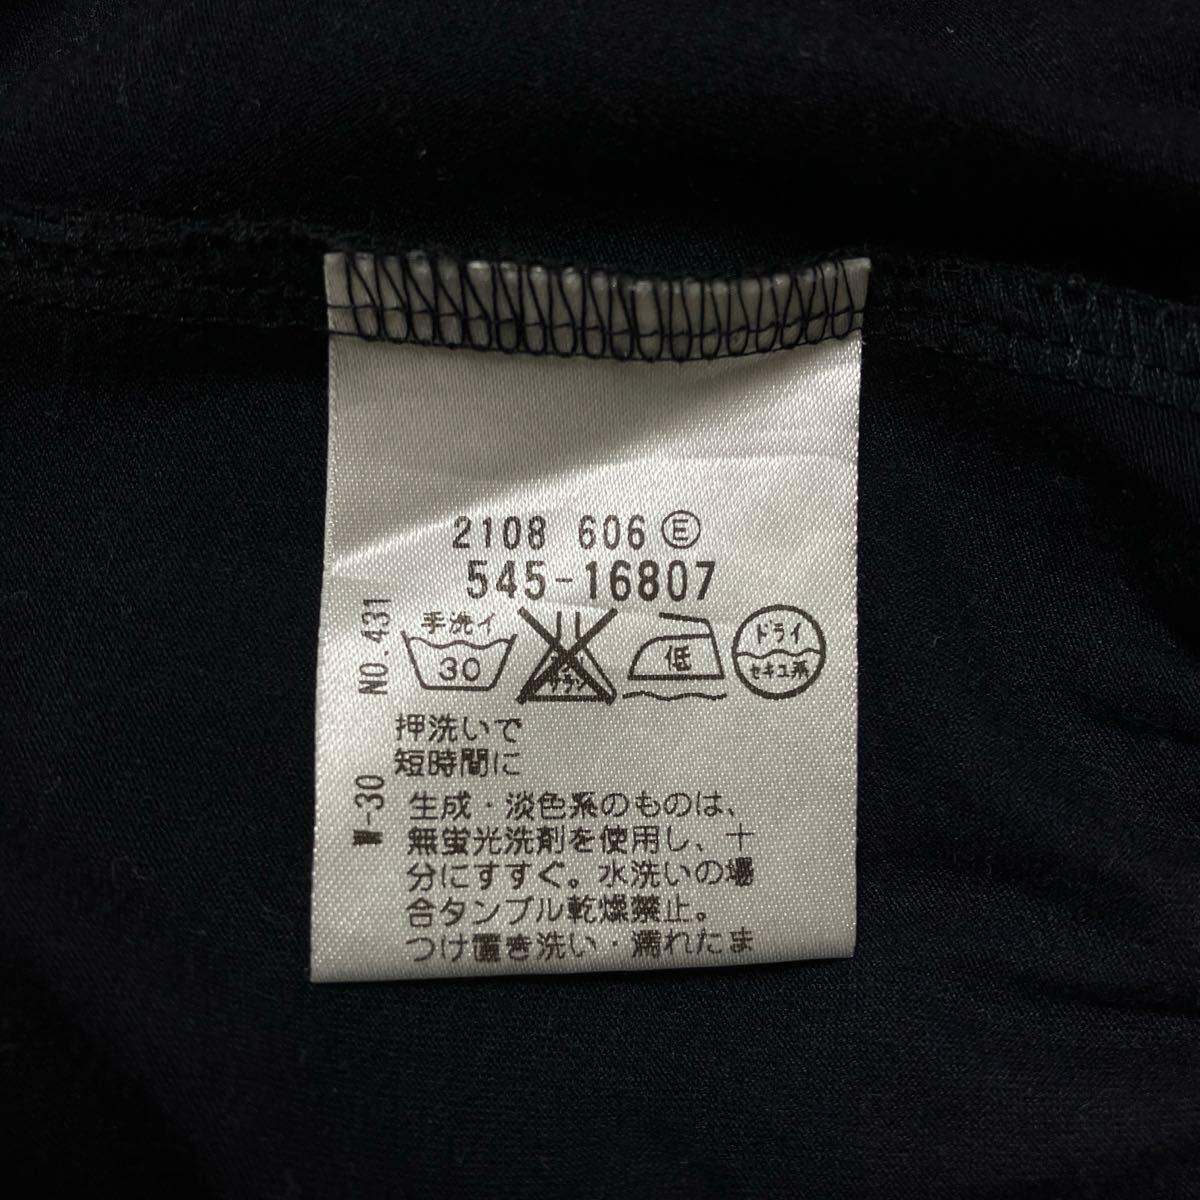 2108 606 Ⓔ
545-16807
手洗イ
30
サラシ
低
ドライ
セキユ系
NO.431
W-30
押洗いで
短時間に
生成・淡色系のものは、
無蛍光洗剤を使用し、十
分にすすぐ。水洗いの場
合タンブル乾燥禁止。
つけ置き洗い・濡れたま